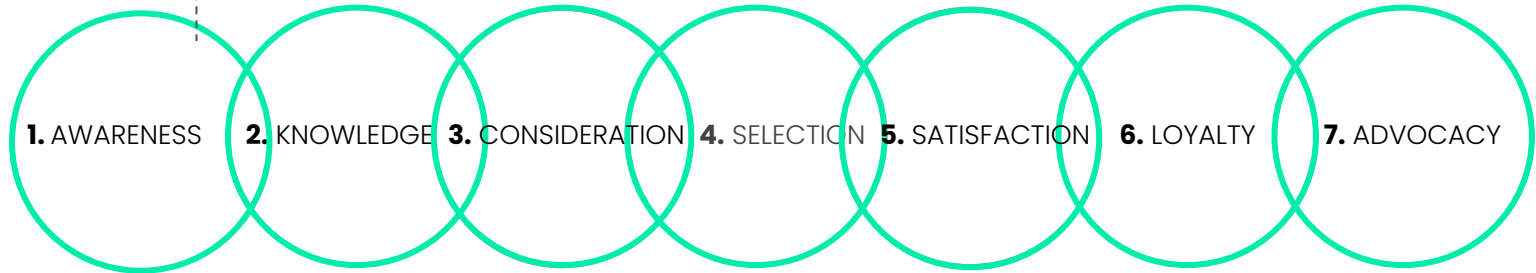 1. AWARENESS 2. KNOWLEDGE 3. CONSIDERATION 4. SELECTION 5. SATISFACTION 6. LOYALTY 7. ADVOCACY